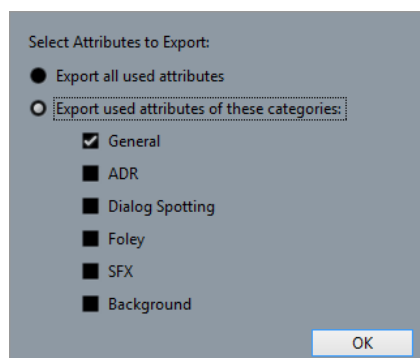 Select Attributes to Export:
Export all used attributes
Export used attributes of these categories:
General
ADR
Dialog Spotting
Foley
SFX
Background
OK